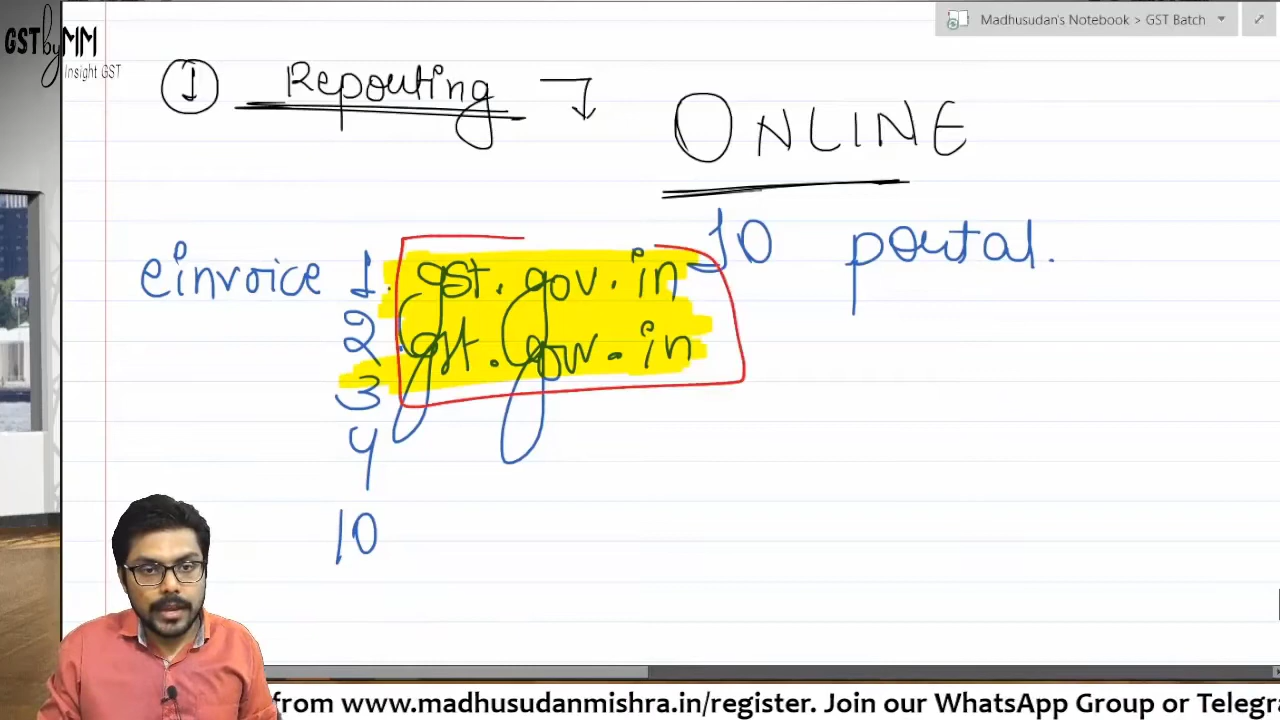 GST by MM
Insight GST
Madhusudan's Notebook > GST Batch
① Reporting
ONLINE
10 portal.
einvoice 1. gst.gov.in
2. gst.gov.in
3
4
10
from www.madhusudanmishra.in/register. Join our WhatsApp Group or Telegra